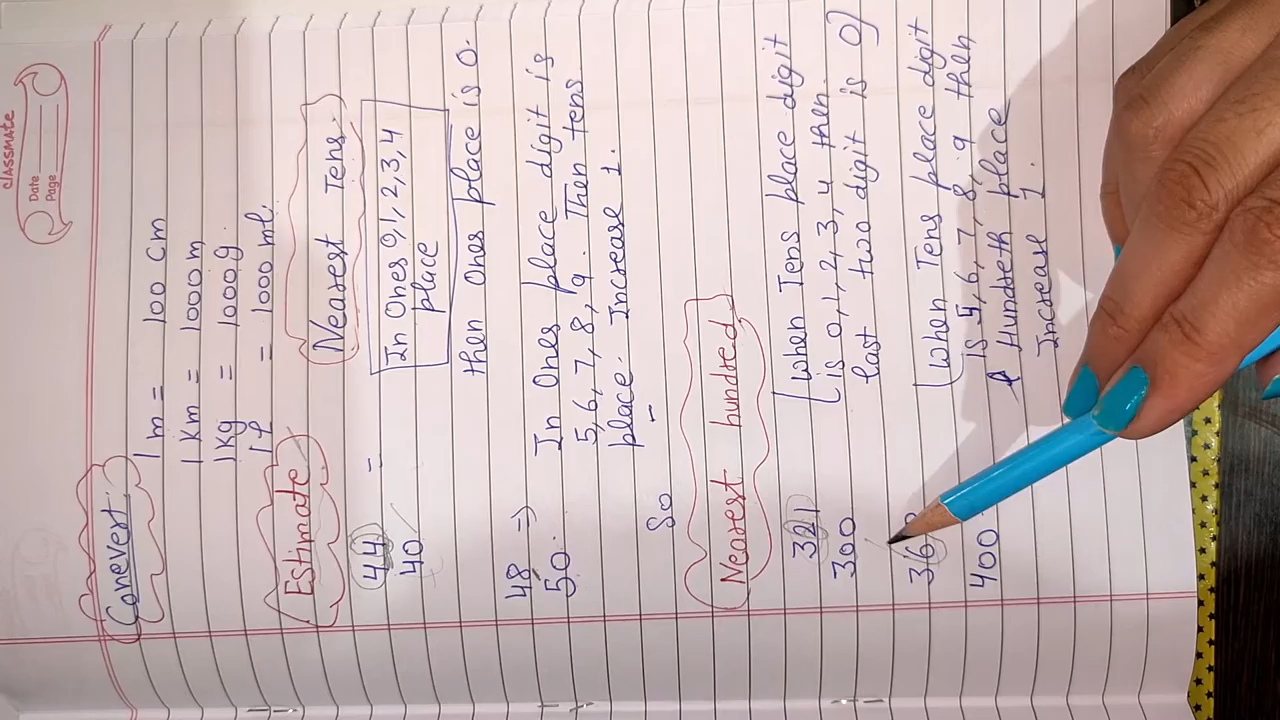 CLASSMATE
Date
Page
Conevert
1 m = 100 cm
1 Km = 1000 m
1 Kg = 1000 g
1 l = 1000 ml.
Estimate
Nearest Tens.
44 =
40
In Ones 0,1,2,3,4
place
then Ones place is 0.
48 =>
50.
In Ones place digit is
5,6,7,8,9. Then tens
place. Increase 1.
50
Nearest hundred
321
300
When Tens place digit
is 0,1,2,3,4 then
last two digit is 0
36
400
When Tens place digit
is 5,6,7,8,9 then
Hundreth place
Increase 1.